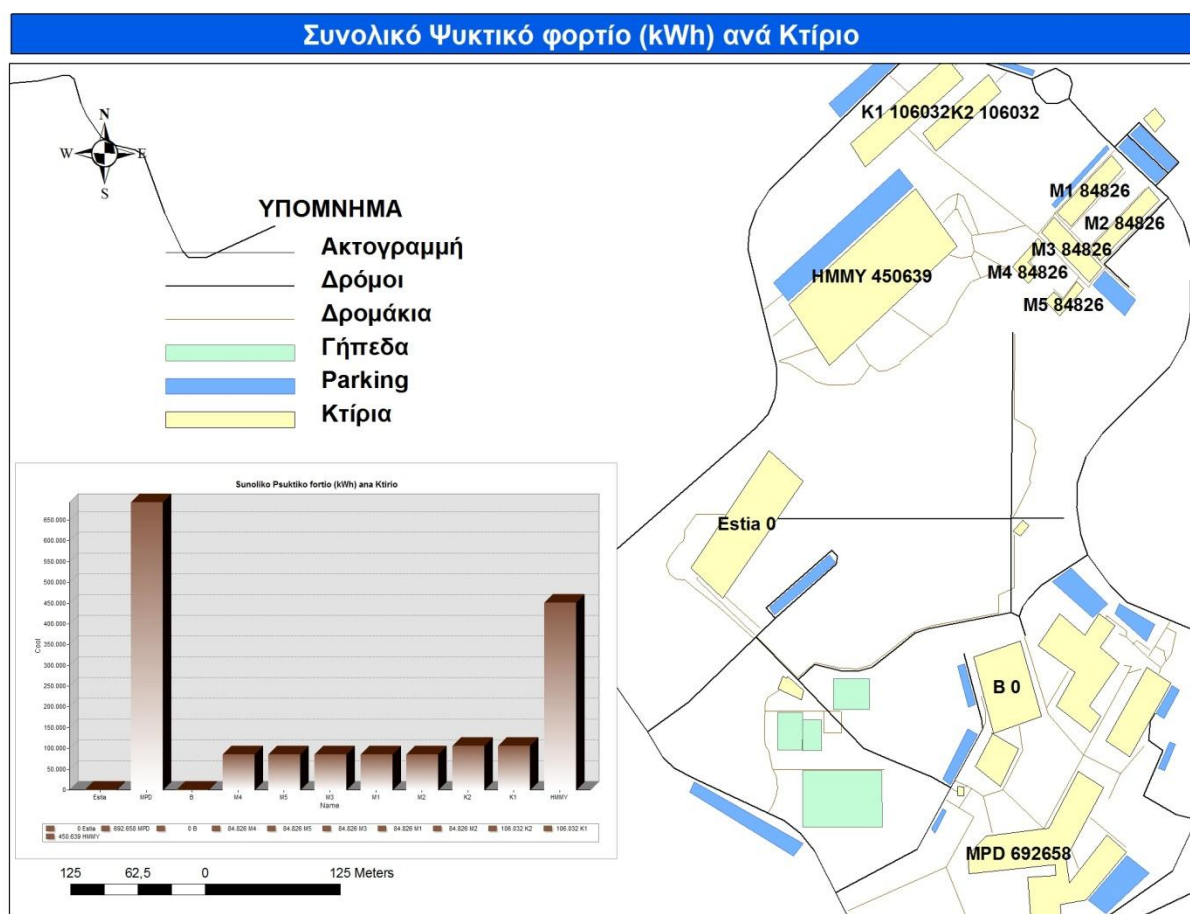 Συνολικό Ψυκτικό φορτίο (kWh) ανά Κτίριο
N
W E
S
ΥΠΟΜΝΗΜΑ
Ακτογραμμή
Δρόμοι
Δρομάκια
Γήπεδα
Parking
Κτίρια
K1 106032
K2 106032
M1 84826
M2 84826
M3 84826
M4 84826
M5 84826
HMMY 450639
Estia 0
B 0
MPD 692658
Sunoliko Psuktiko fortio (kWh) ana Ktirio
650.000
600.000
550.000
500.000
450.000
400.000
350.000
300.000
250.000
200.000
150.000
100.000
50.000
0
Cool
Estia MPD B M4 M5 M3 M1 M2 K2 K1 HMMY
Name
0 Estia 692.658 MPD 0 B 84.826 M4 84.826 M5 84.826 M3 84.826 M1 84.826 M2 106.032 K2 106.032 K1
450.639 HMMY
125 62,5 0 125 Meters